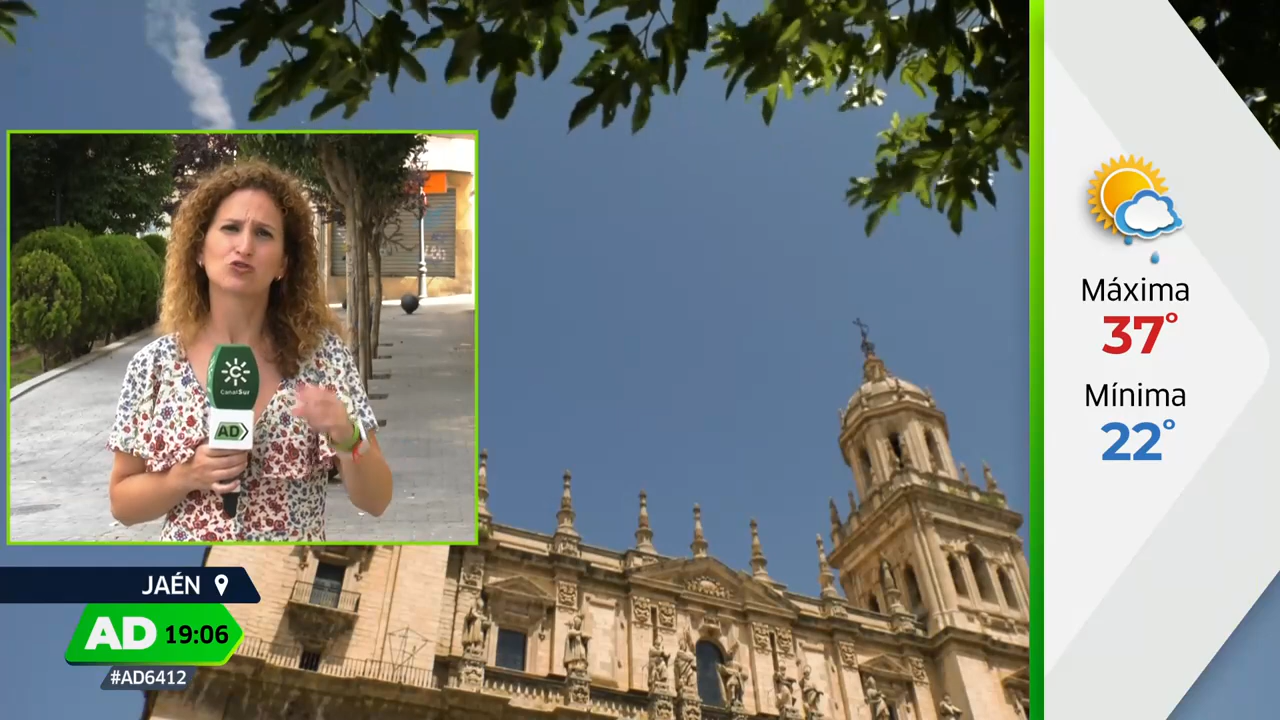 CanalSur
AD
JAÉN
AD 19:06
#AD6412
Máxima
37°
Mínima
22°